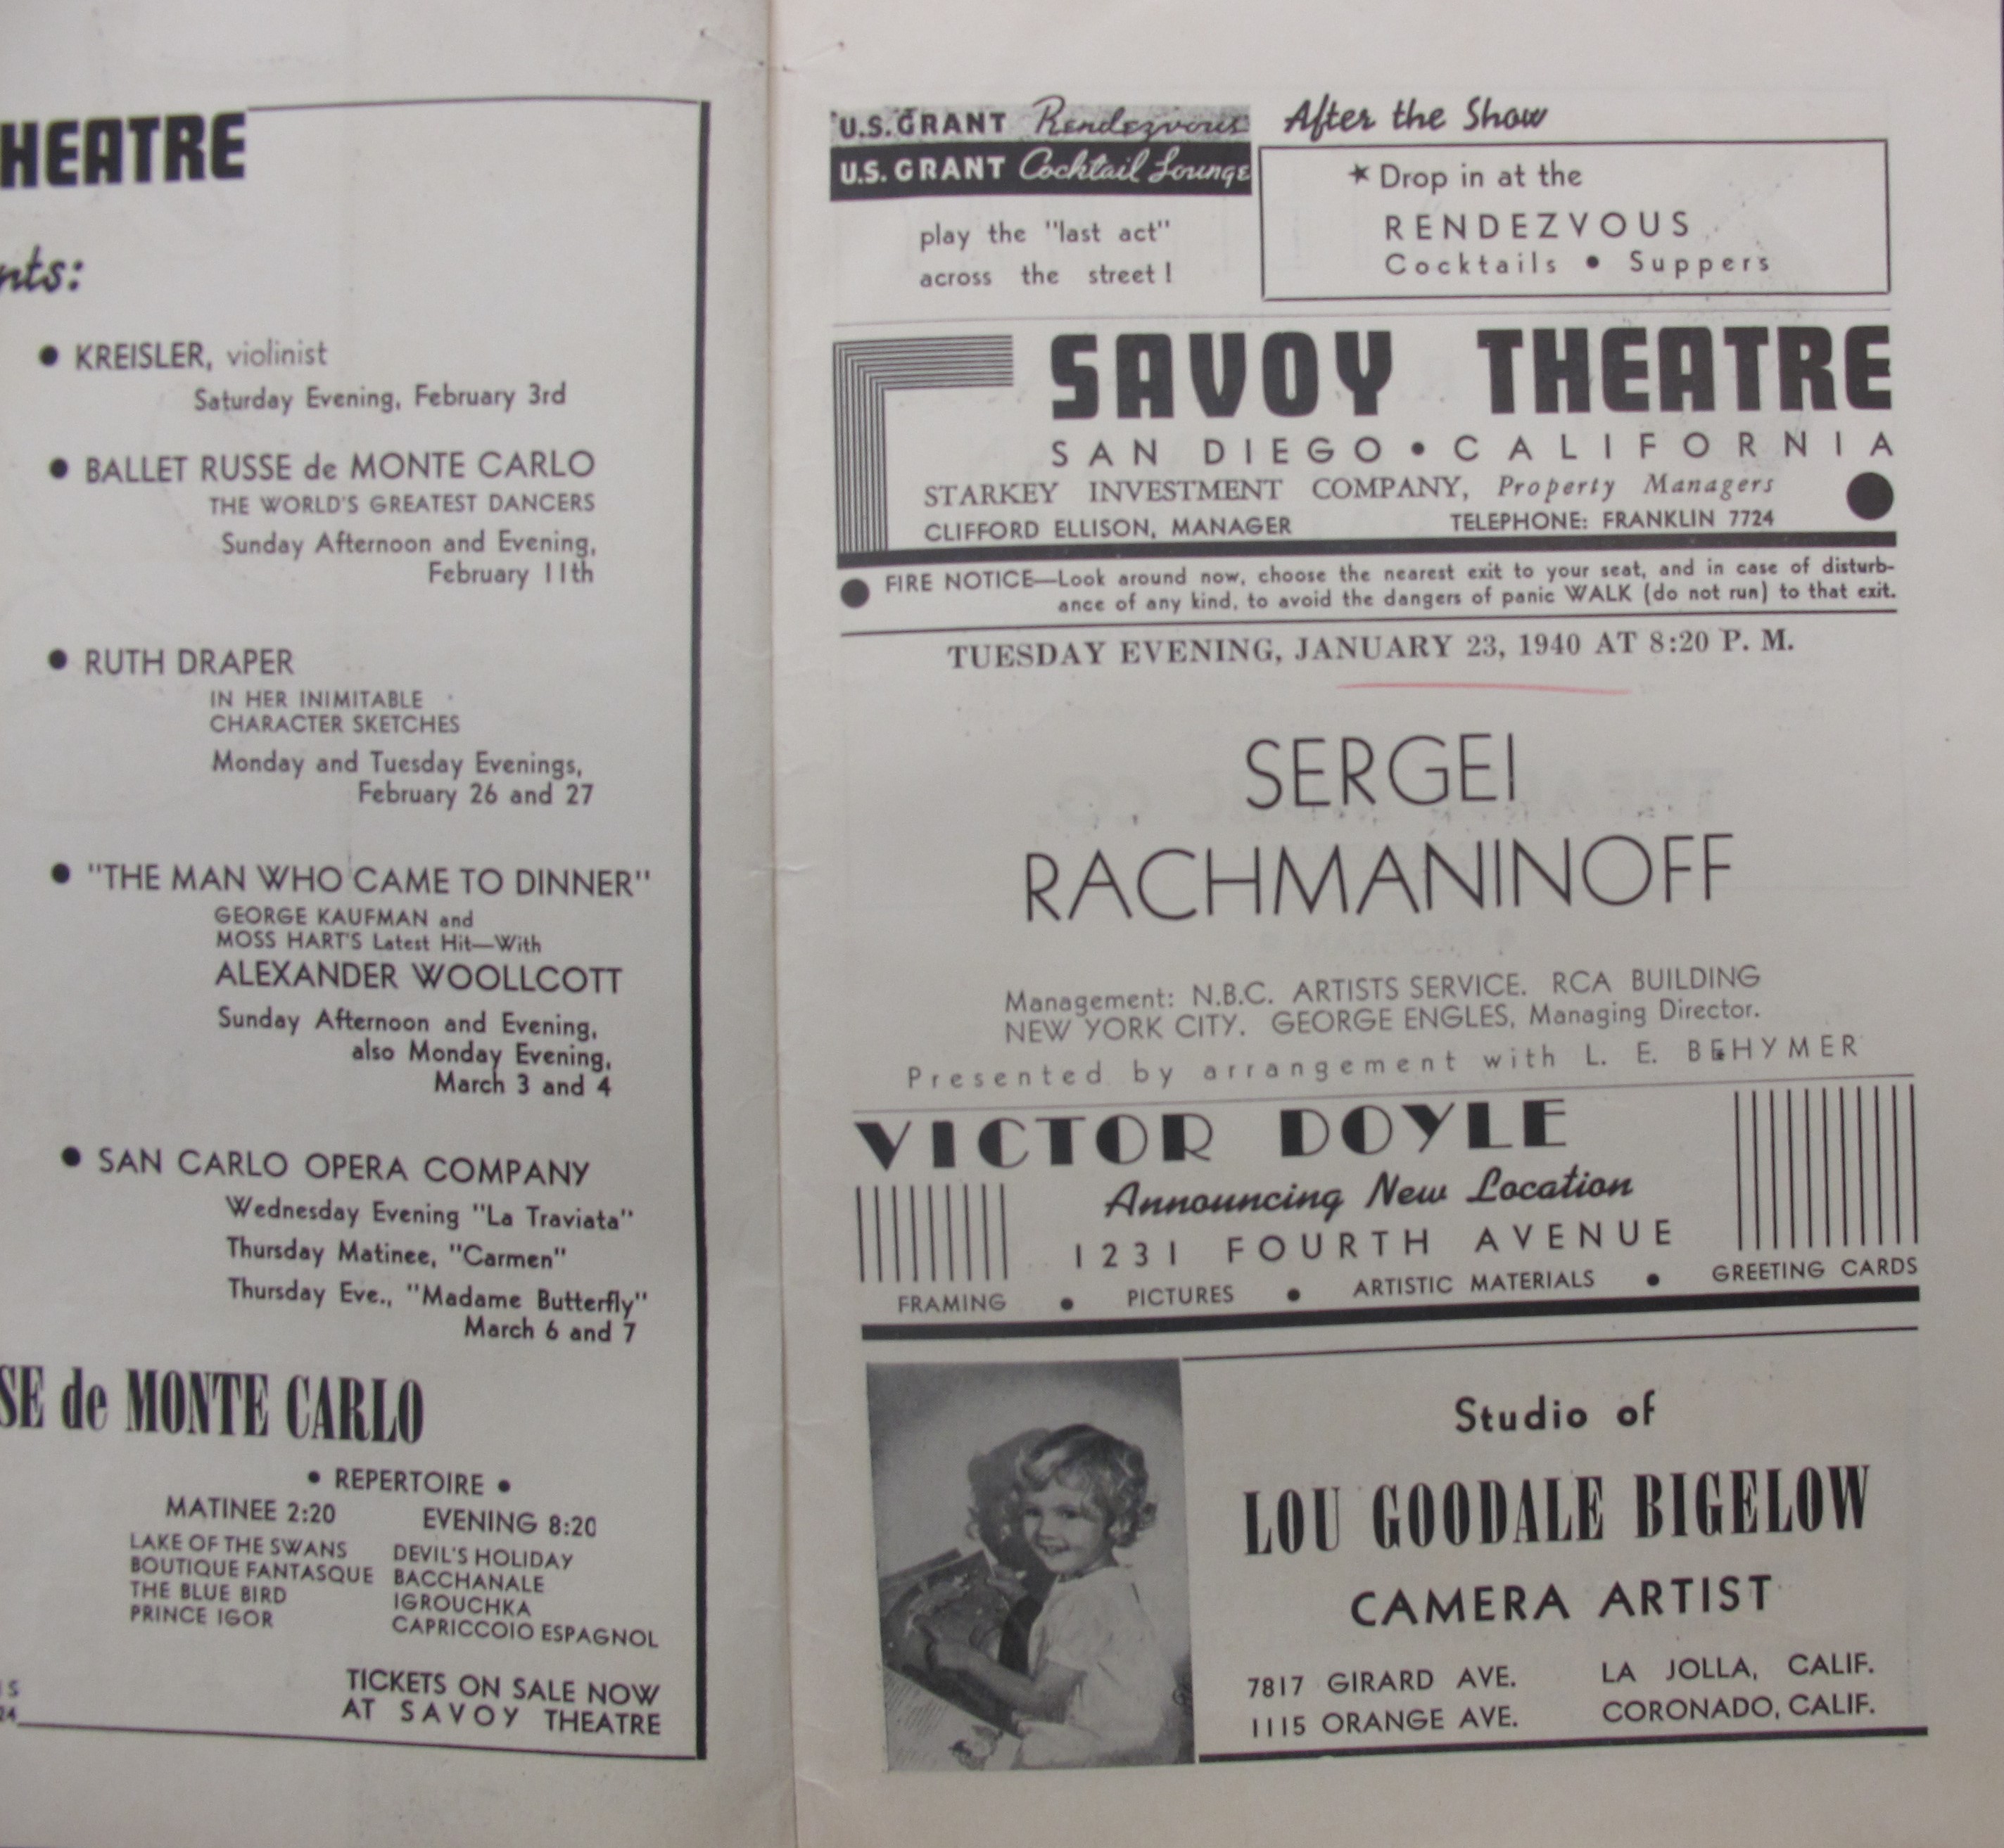 HEATRE
nts:
● KREISLER, violinist
Saturday Evening, February 3rd
● BALLET RUSSE de MONTE CARLO
THE WORLD'S GREATEST DANCERS
Sunday Afternoon and Evening,
February 11th
● RUTH DRAPER
IN HER INIMITABLE
CHARACTER SKETCHES
Monday and Tuesday Evenings,
February 26 and 27
● "THE MAN WHO CAME TO DINNER"
GEORGE KAUFMAN and
MOSS HART'S Latest Hit—With
ALEXANDER WOOLLCOTT
Sunday Afternoon and Evening,
also Monday Evening,
March 3 and 4
● SAN CARLO OPERA COMPANY
Wednesday Evening "La Traviata"
Thursday Matinee, "Carmen"
Thursday Eve., "Madame Butterfly"
March 6 and 7
SE de MONTE CARLO
● REPERTOIRE ●
MATINEE 2:20 EVENING 8:20
LAKE OF THE SWANS DEVIL'S HOLIDAY
BOUTIQUE FANTASQUE BACCHANALE
THE BLUE BIRD IGROUCHKA
PRINCE IGOR CAPRICCOIO ESPAGNOL
TICKETS ON SALE NOW
AT SAVOY THEATRE
24
U.S. GRANT Rendezvous
U.S. GRANT Cocktail Lounge
play the "last act"
across the street!
After the Show
★ Drop in at the
RENDEZVOUS
Cocktails ● Suppers
SAVOY THEATRE
SAN DIEGO • CALIFORNIA
STARKEY INVESTMENT COMPANY, Property Managers
CLIFFORD ELLISON, MANAGER TELEPHONE: FRANKLIN 7724
● FIRE NOTICE—Look around now, choose the nearest exit to your seat, and in case of disturb-
ance of any kind, to avoid the dangers of panic WALK (do not run) to that exit.
TUESDAY EVENING, JANUARY 23, 1940 AT 8:20 P. M.
SERGEI
RACHMANINOFF
Management: N.B.C. ARTISTS SERVICE. RCA BUILDING
NEW YORK CITY. GEORGE ENGLES, Managing Director.
Presented by arrangement with L. E. BEHYMER
VICTOR DOYLE
Announcing New Location
1231 FOURTH AVENUE
FRAMING ● PICTURES ● ARTISTIC MATERIALS ● GREETING CARDS
Studio of
LOU GOODALE BIGELOW
CAMERA ARTIST
7817 GIRARD AVE. LA JOLLA, CALIF.
1115 ORANGE AVE. CORONADO, CALIF.